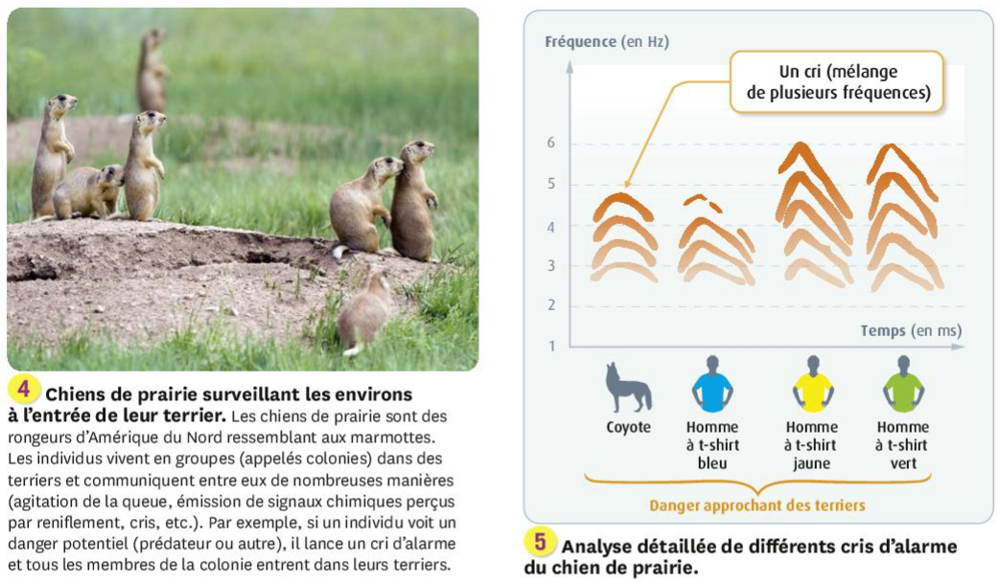 4 Chiens de prairie surveillant les environs
à l'entrée de leur terrier. Les chiens de prairie sont des
rongeurs d'Amérique du Nord ressemblant aux marmottes.
Les individus vivent en groupes (appelés colonies) dans des
terriers et communiquent entre eux de nombreuses manières
(agitation de la queue, émission de signaux chimiques perçus
par reniflement, cris, etc.). Par exemple, si un individu voit un
danger potentiel (prédateur ou autre), il lance un cri d'alarme
et tous les membres de la colonie entrent dans leurs terriers.
Fréquence (en Hz)
Un cri (mélange
de plusieurs fréquences)
6
5
4
3
2
1
Temps (en ms)
Coyote
Homme
à t-shirt
bleu
Homme
à t-shirt
jaune
Homme
à t-shirt
vert
Danger approchant des terriers
5 Analyse détaillée de différents cris d'alarme
du chien de prairie.